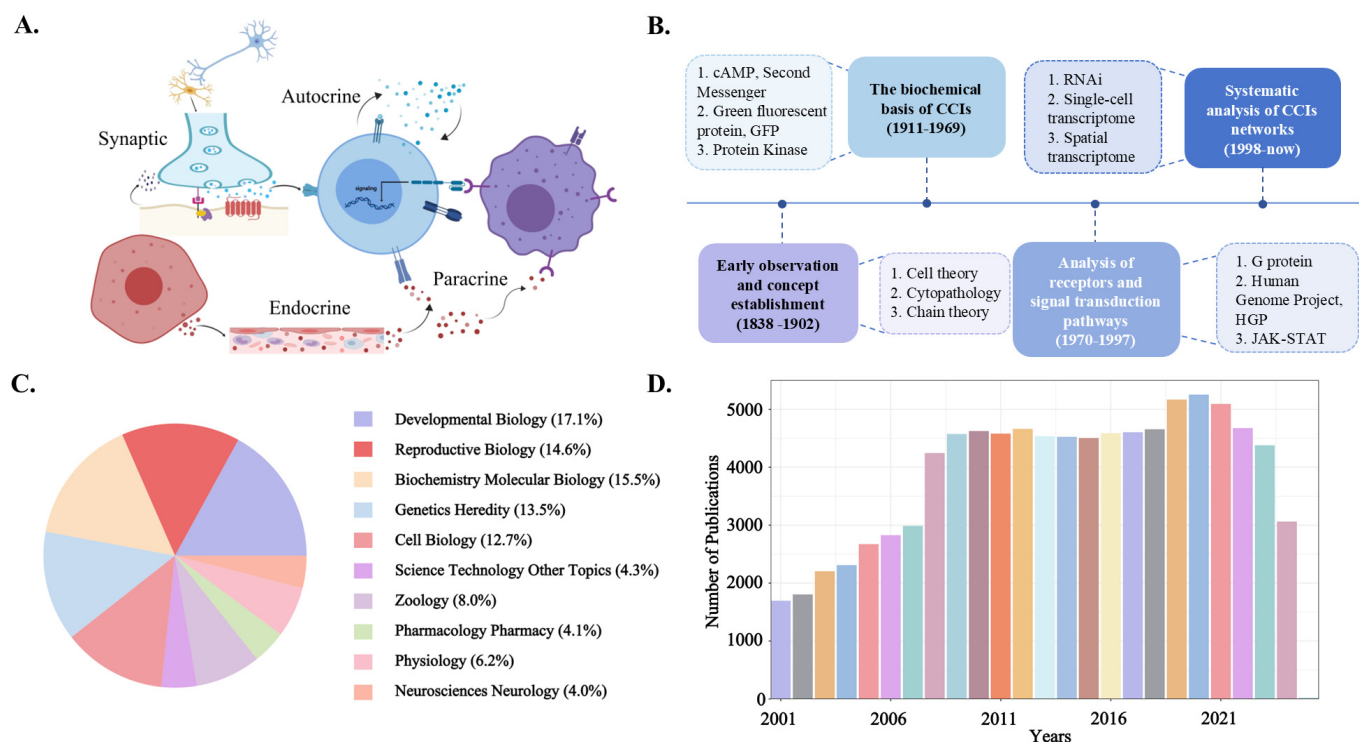 A.
Synaptic
Autocrine
signaling
Paracrine
Endocrine
B.
1. cAMP, Second
Messenger
2. Green fluorescent
protein, GFP
3. Protein Kinase
The biochemical
basis of CCIs
(1911-1969)
1. RNAi
2. Single-cell
transcriptome
3. Spatial
transcriptome
Systematic
analysis of CCIs
networks
(1998-now)
Early observation
and concept
establishment
(1838 -1902)
1. Cell theory
2. Cytopathology
3. Chain theory
Analysis of
receptors and
signal transduction
pathways
(1970-1997)
1. G protein
2. Human
Genome Project,
HGP
3. JAK-STAT
C.
Developmental Biology (17.1%)
Reproductive Biology (14.6%)
Biochemistry Molecular Biology (15.5%)
Genetics Heredity (13.5%)
Cell Biology (12.7%)
Science Technology Other Topics (4.3%)
Zoology (8.0%)
Pharmacology Pharmacy (4.1%)
Physiology (6.2%)
Neurosciences Neurology (4.0%)
D.
Number of Publications
5000
4000
3000
2000
1000
0
2001
2006
2011
2016
2021
Years